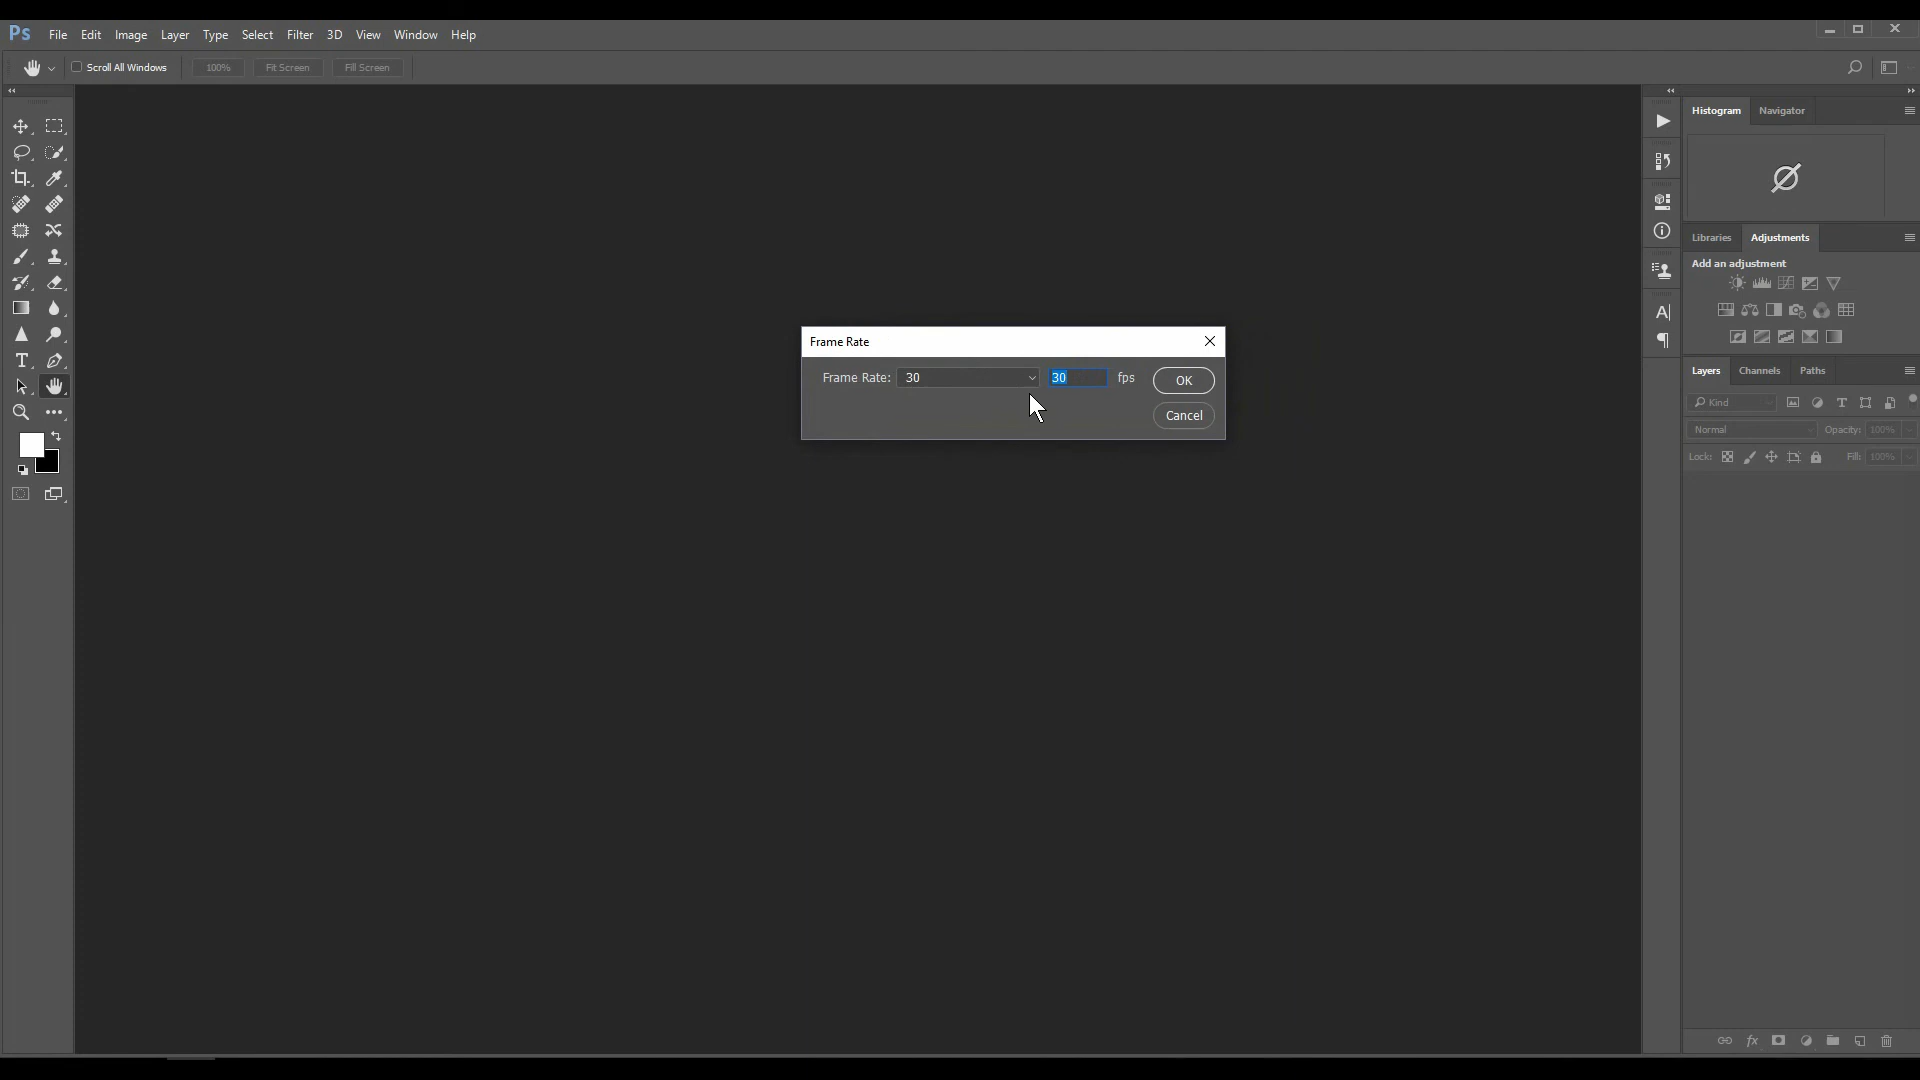 Ps File Edit Image Layer Type Select Filter 3D View Window Help
Scroll All Windows 100% Fit Screen Fill Screen
Histogram Navigator
Libraries Adjustments
Add an adjustment
Frame Rate
Frame Rate: 30 30 fps OK
Cancel
Layers Channels Paths
Kind
Normal Opacity: 100%
Lock: Fill: 100%
fx